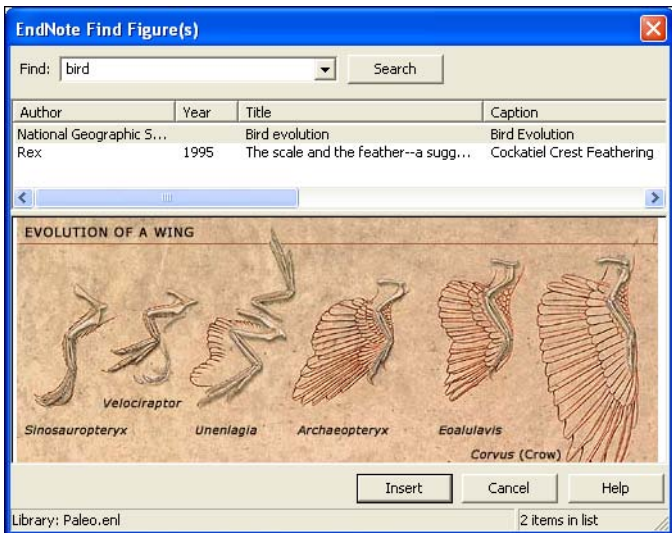 EndNote Find Figure(s)
Find: bird Search
Author Year Title Caption
National Geographic S... Bird evolution Bird Evolution
Rex 1995 The scale and the feather--a sugg... Cockatiel Crest Feathering
EVOLUTION OF A WING
Velociraptor
Sinosauropteryx Unenlagia Archaeopteryx Eoalulavis
Corvus (Crow)
Insert Cancel Help
Library: Paleo.enl 2 items in list